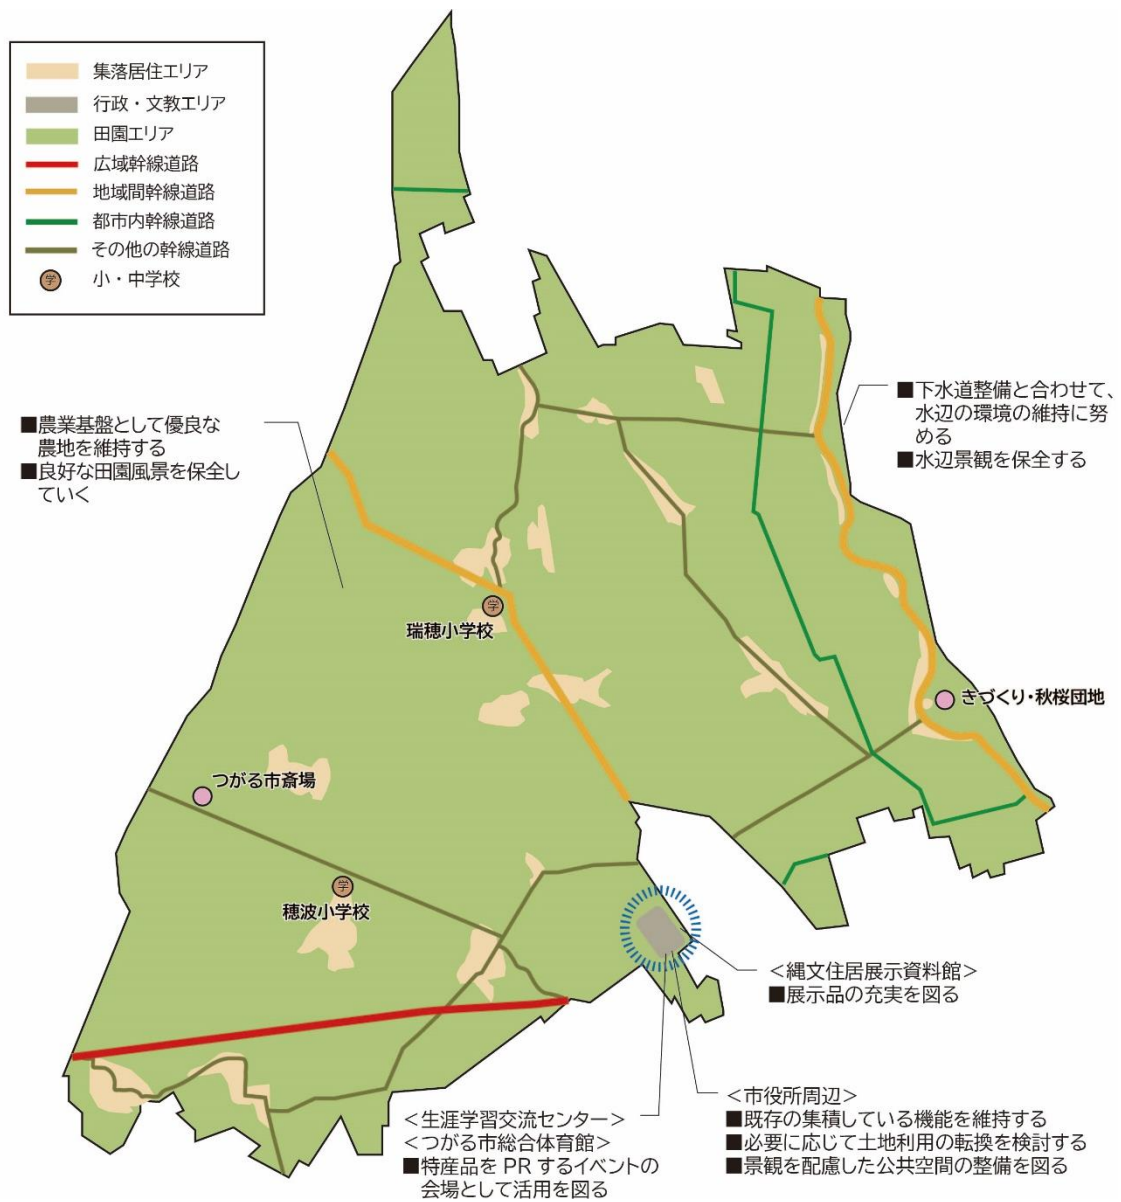 集落居住エリア
行政・文教エリア
田園エリア
広域幹線道路
地域間幹線道路
都市内幹線道路
その他の幹線道路
学 小・中学校
■農業基盤として優良な
農地を維持する
■良好な田園風景を保全し
ていく
■下水道整備と合わせて、
水辺の環境の維持に努
める
■水辺景観を保全する
学
瑞穂小学校
きづくり・秋桜団地
つがる市斎場
学
穂波小学校
＜縄文住居展示資料館＞
■展示品の充実を図る
＜生涯学習交流センター＞
＜つがる市総合体育館＞
■特産品を PR するイベントの
会場として活用を図る
＜市役所周辺＞
■既存の集積している機能を維持する
■必要に応じて土地利用の転換を検討する
■景観を配慮した公共空間の整備を図る